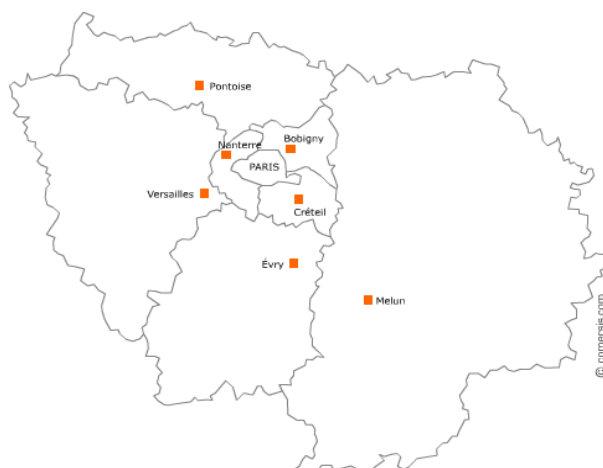 Pontoise
Bobigny
Nanterre
PARIS
Versailles
Créteil
Évry
Melun
© comersis.com